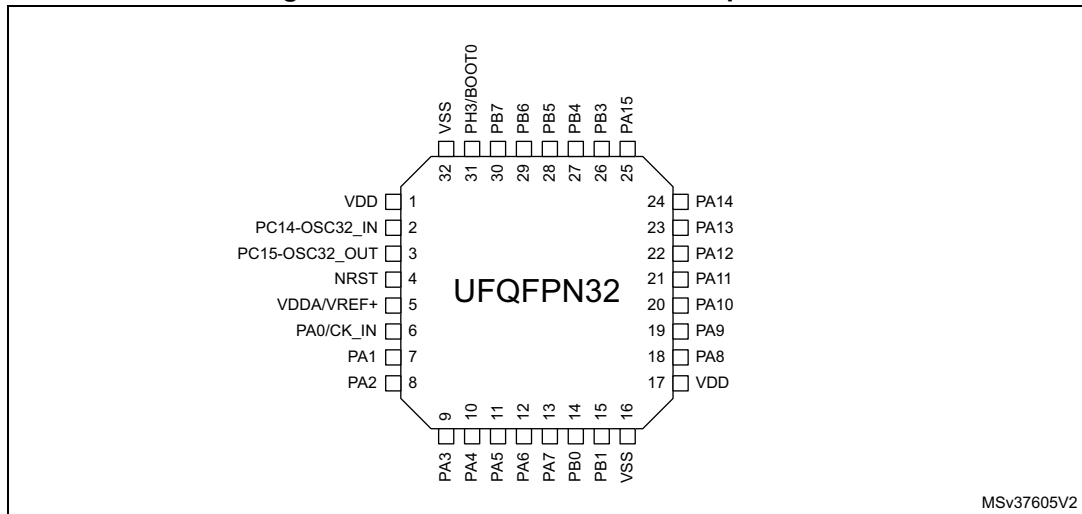 VSS
PH3/BOOT0
PB7
PB6
PB5
PB4
PB3
PA15
32 31 30 29 28 27 26 25
VDD 1
PC14-OSC32_IN 2
PC15-OSC32_OUT 3
NRST 4
VDDA/VREF+ 5
PA0/CK_IN 6
PA1 7
PA2 8
UFQFPN32
24 PA14
23 PA13
22 PA12
21 PA11
20 PA10
19 PA9
18 PA8
17 VDD
9 10 11 12 13 14 15 16
PA3
PA4
PA5
PA6
PA7
PB0
PB1
VSS
MSv37605V2